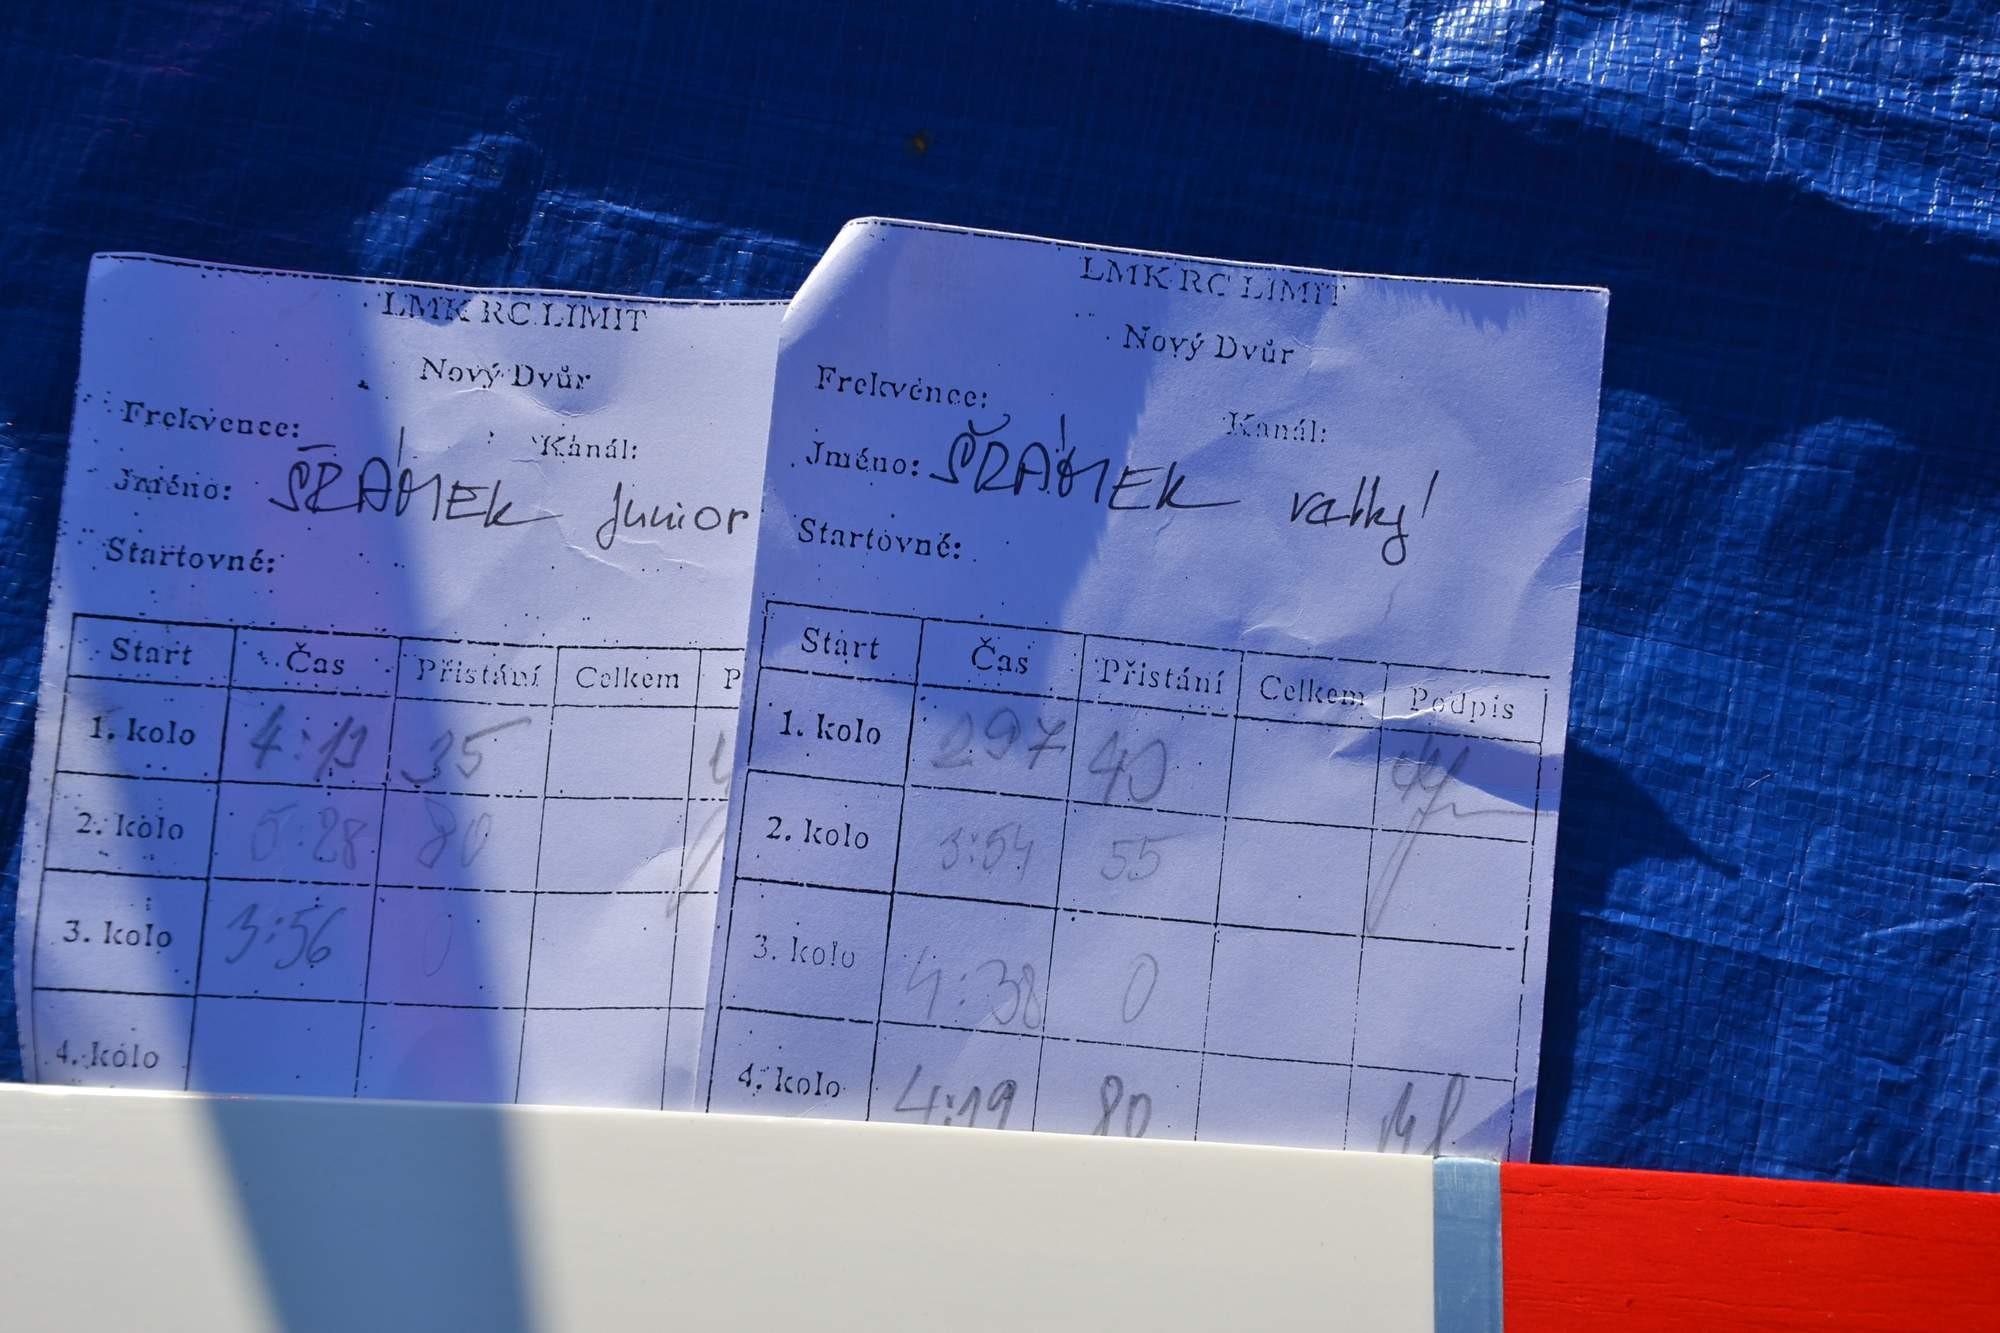 LMK RC LIMIT
Nový Dvůr
Frekvence:
Kanál:
Jméno: ŠRÁMEK junior
Startovné:
Start Čas Přistání Celkem P
1. kolo 4:13 35
2. kolo 5:28 80
3. kolo 3:56 0
4. kolo
LMK RC LIMIT
Nový Dvůr
Frekvence:
Kanál:
Jméno: ŠRÁMEK velký
Startovné:
Start Čas Přistání Celkem Podpis
1. kolo 297 40
2. kolo 3:54 55
3. kolo 4:38 0
4. kolo 4:19 80